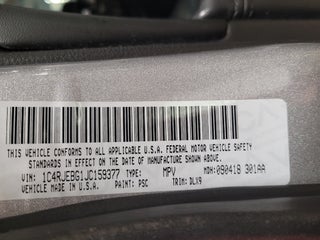 THIS VEHICLE CONFORMS TO ALL APPLICABLE U.S.A. FEDERAL MOTOR VEHICLE SAFETY
STANDARDS IN EFFECT ON THE DATE OF MANUFACTURE SHOWN ABOVE.
VIN: 1C4RJEBG1JC159377 TYPE: MPV MDH:090418 301AA
VEHICLE MADE IN U.S.A. PAINT: PSC TRIM: DLX9